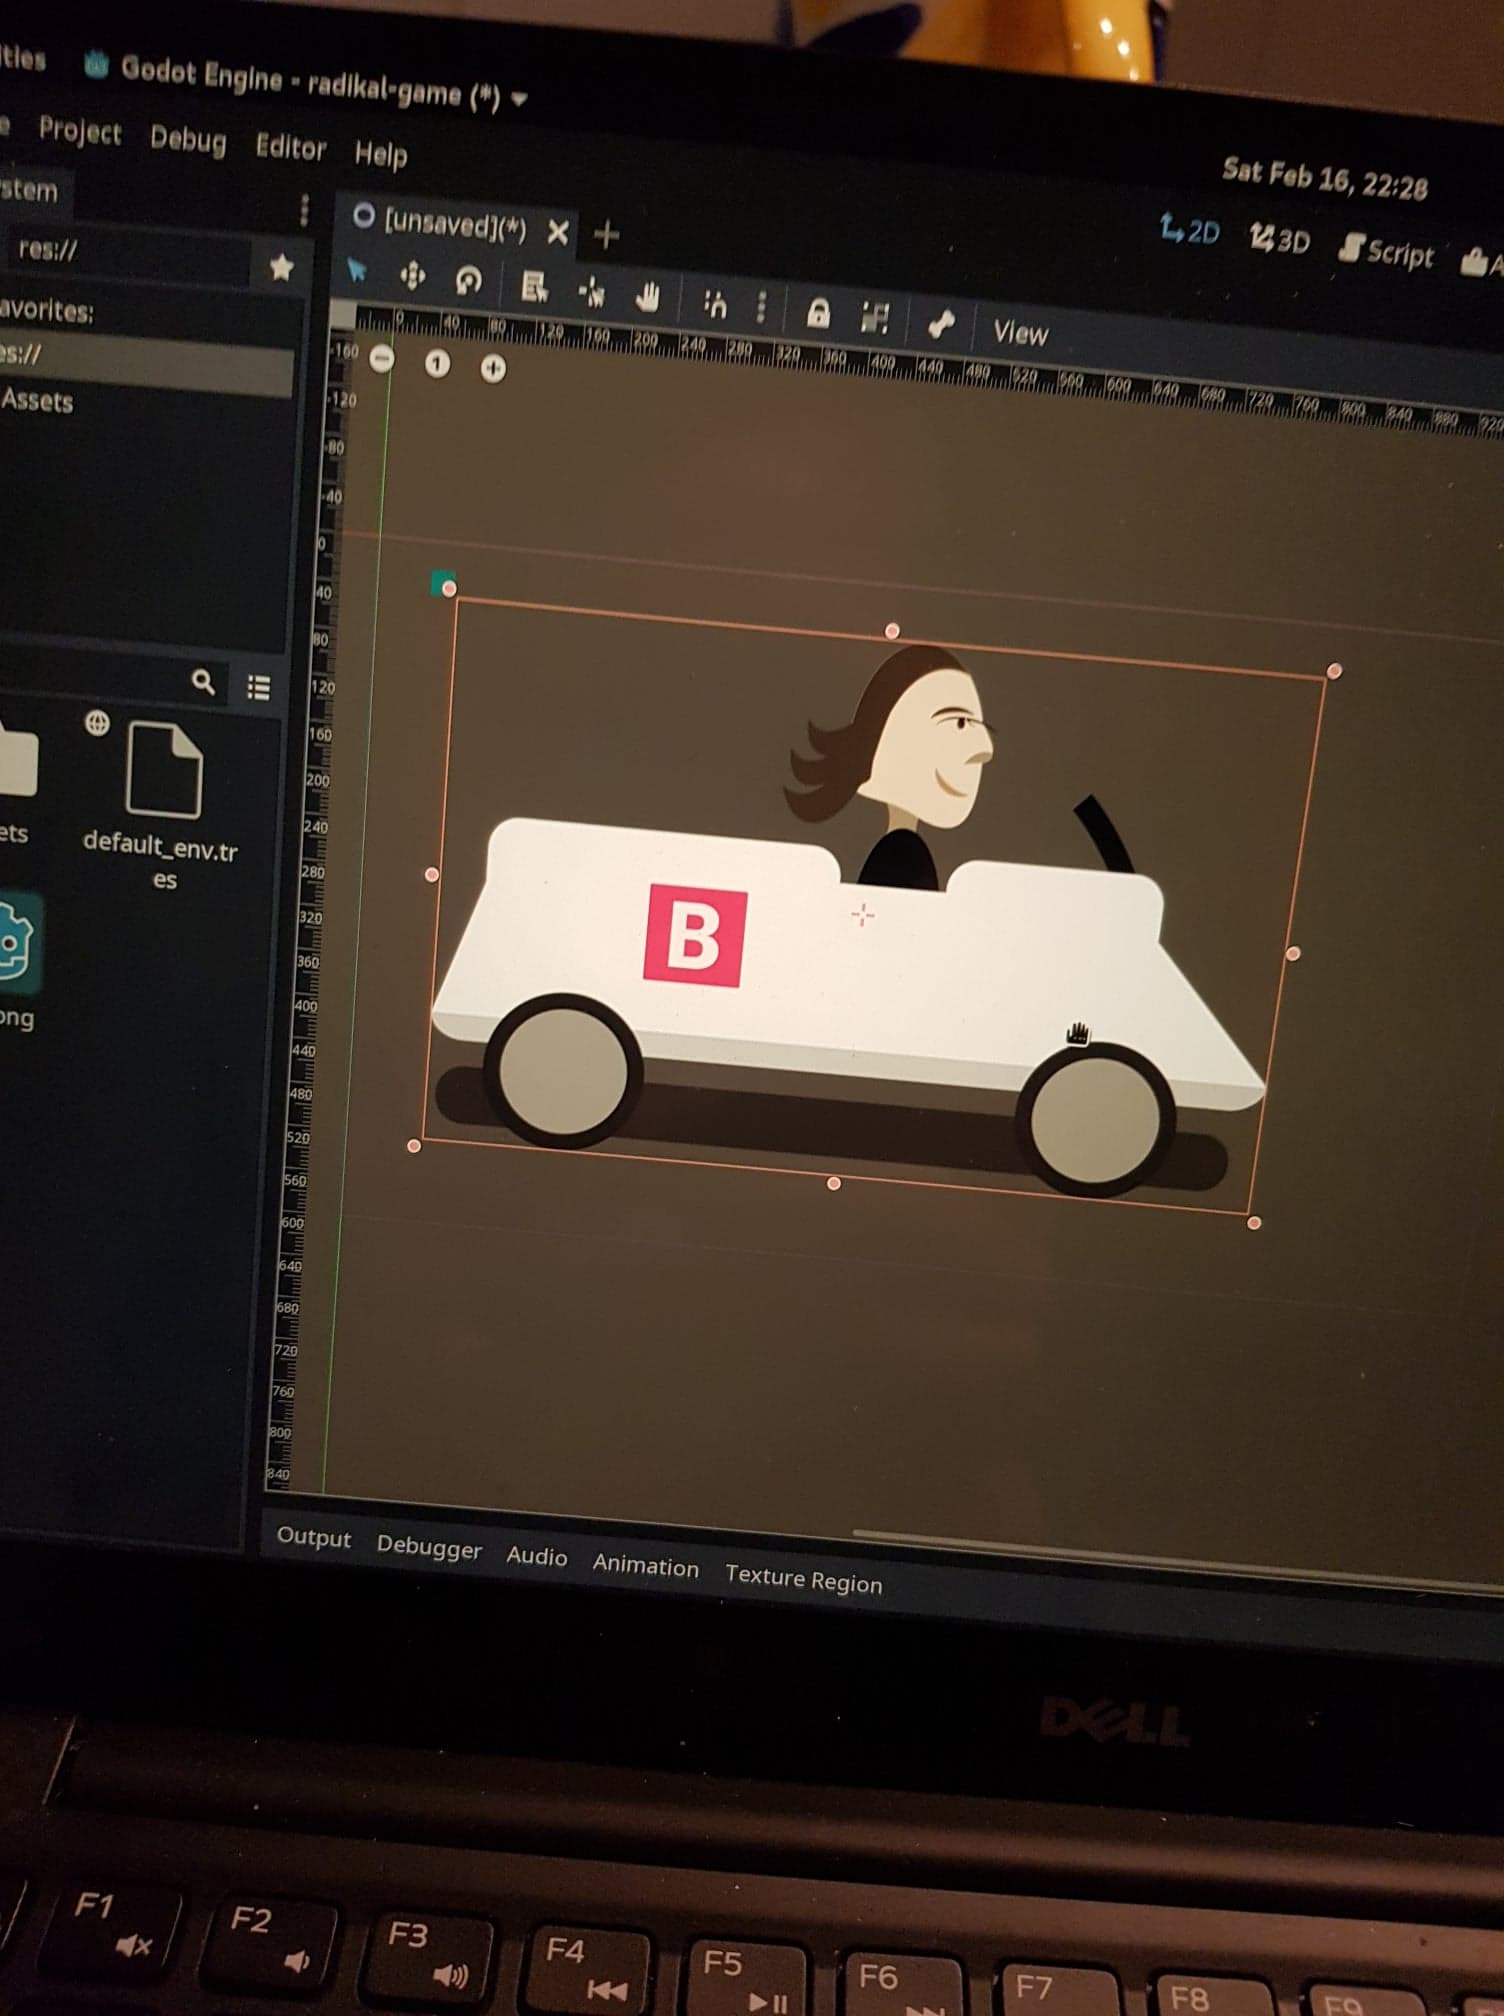 Godot Engine - radikal-game (*)
Project Debug Editor Help
Sat Feb 16, 22:28
res://
[unsaved](*)
2D 3D Script
View
0 40 80 120 160 200 240 280 320 360 400 440 480 520 560 600 640 680 720 760 800 840 880 920
-160
-120
-80
-40
0
40
80
120
160
200
240
280
320
360
400
440
480
520
560
600
640
680
720
760
800
840
avorites:
es://
Assets
ets
default_env.tr
es
ong
B
Output Debugger Audio Animation Texture Region
DELL
F1 F2 F3 F4 F5 F6 F7 F8 F9